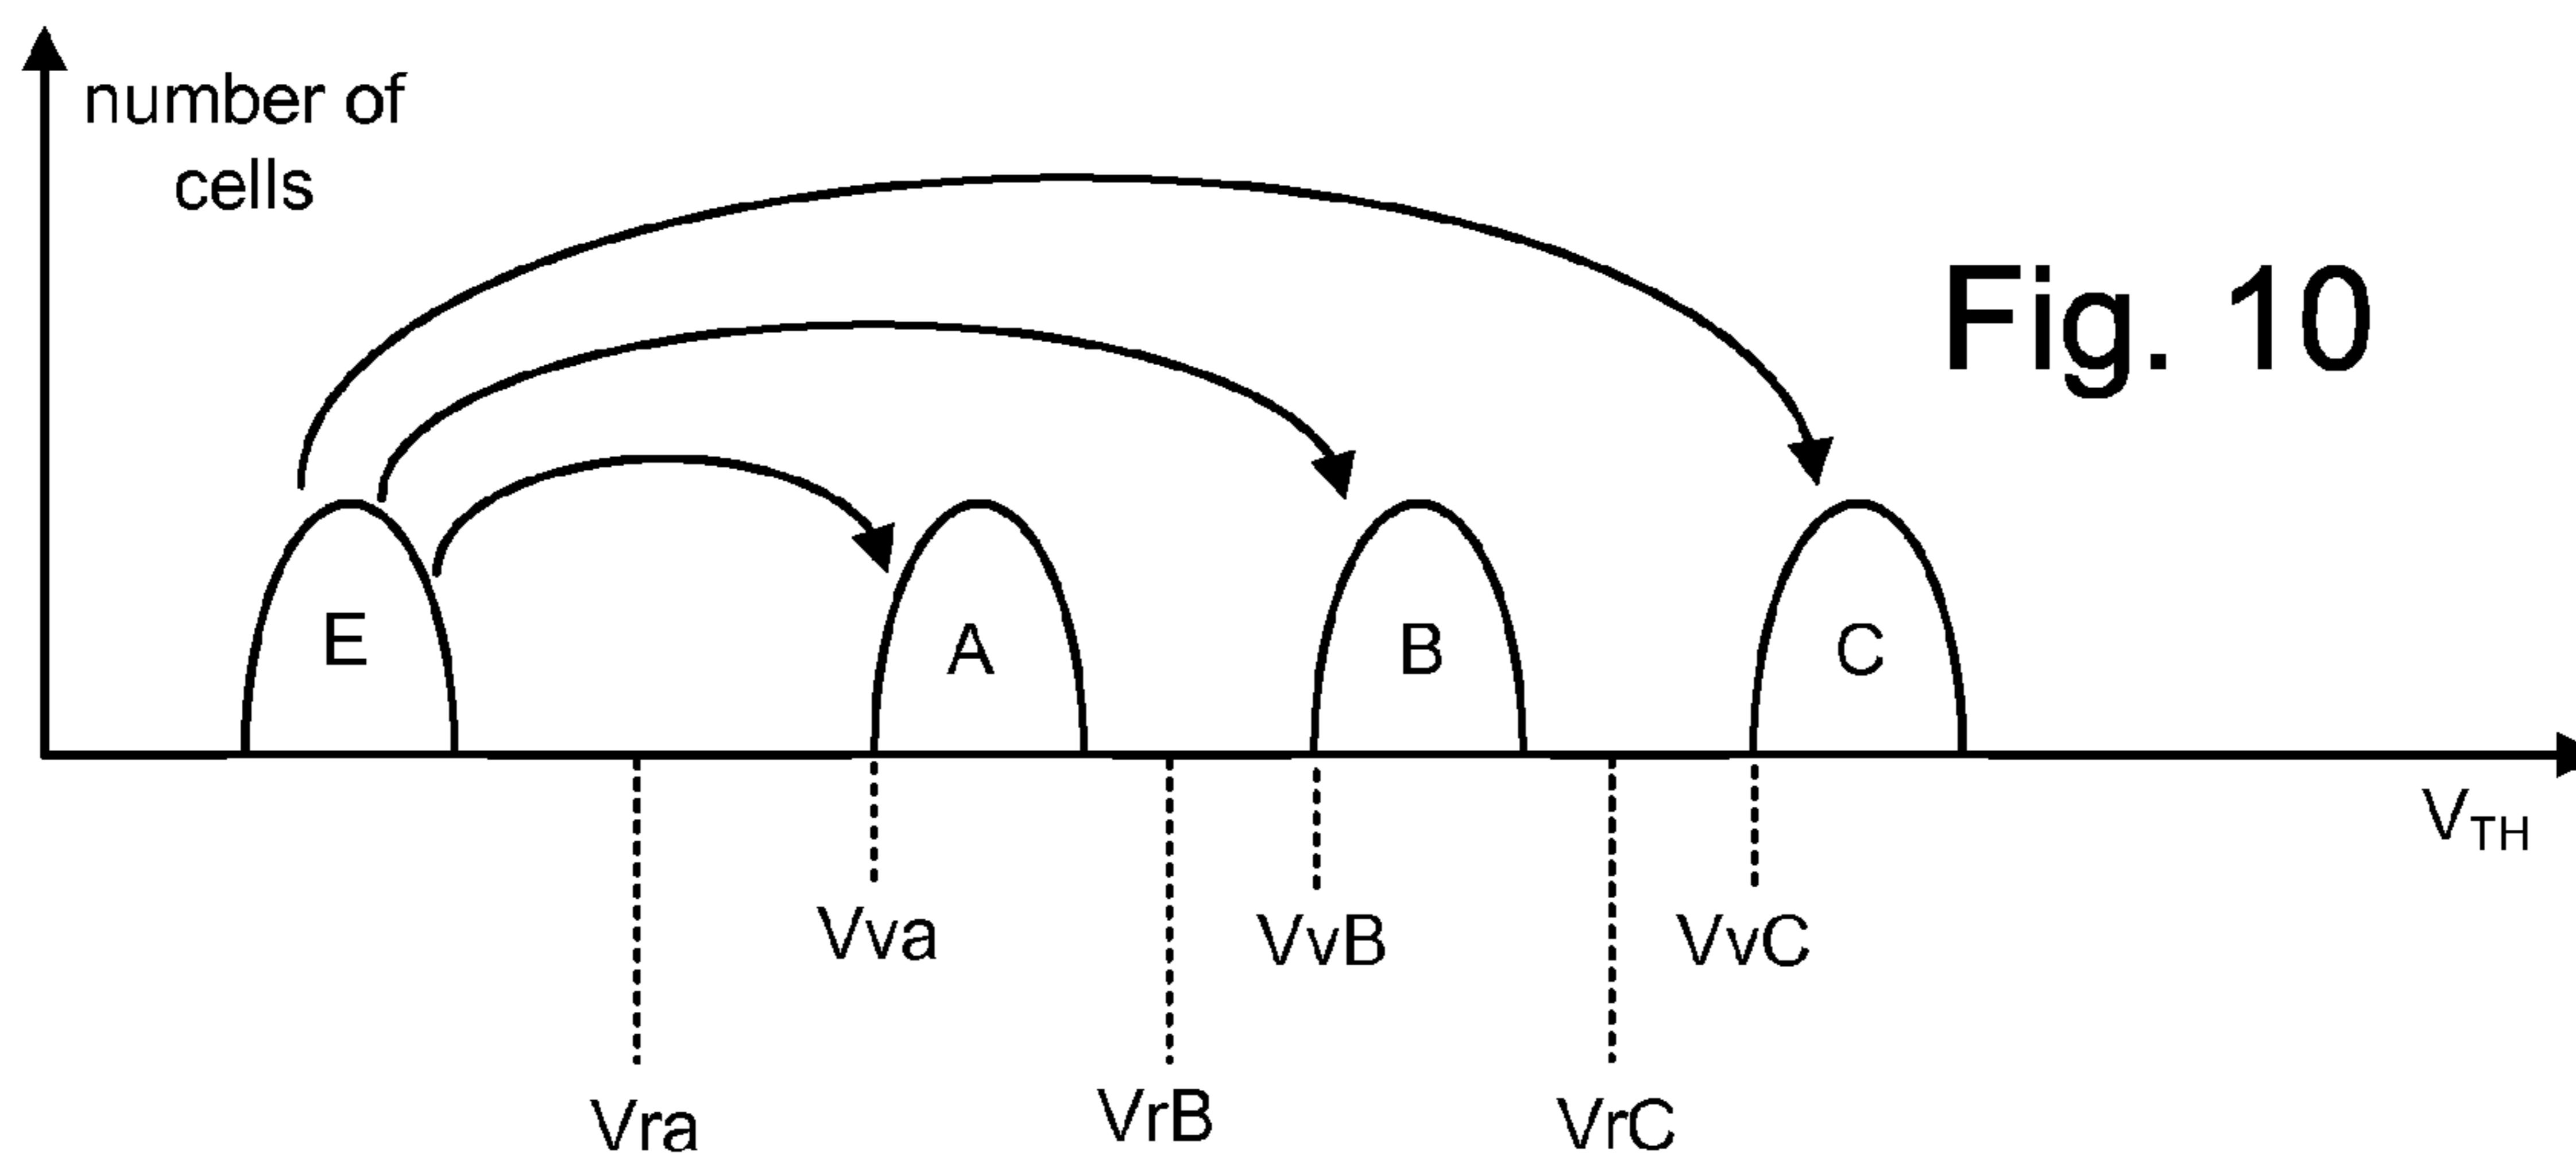 number of
cells
Fig. 10
E
A
B
C
VTH
Vva
VvB
VvC
Vra
VrB
VrC